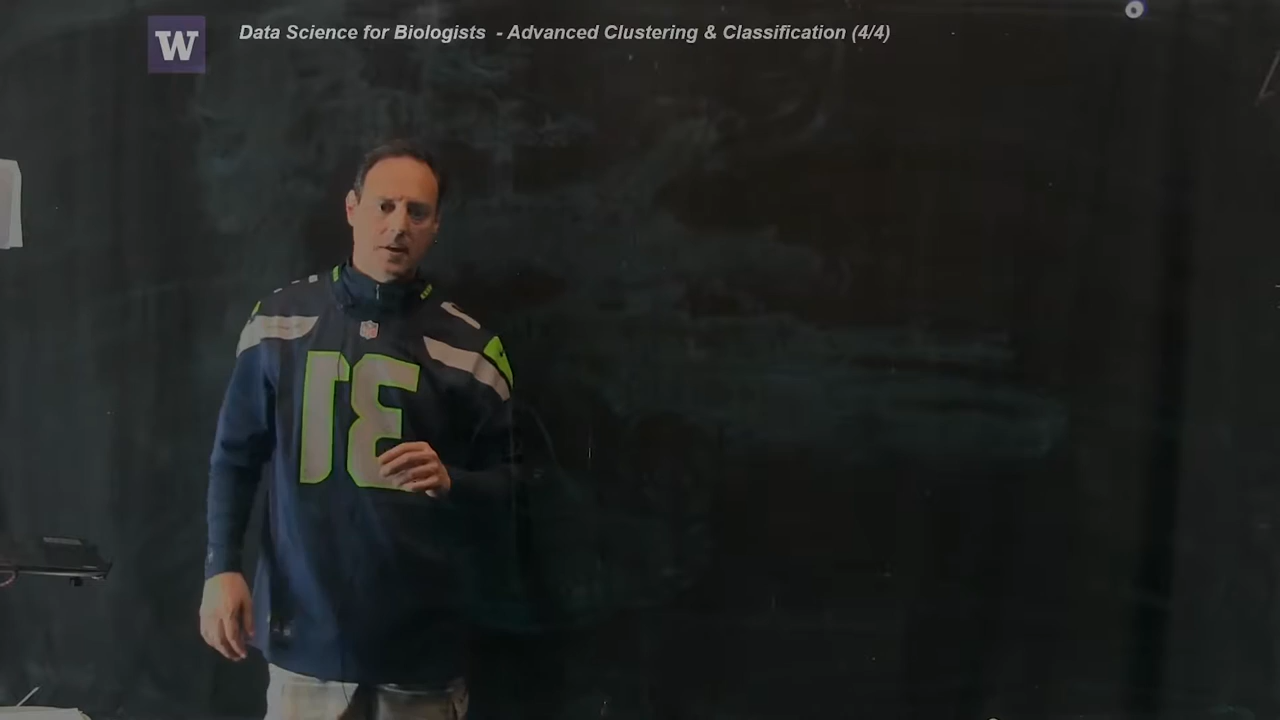 W
Data Science for Biologists - Advanced Clustering & Classification (4/4)
31